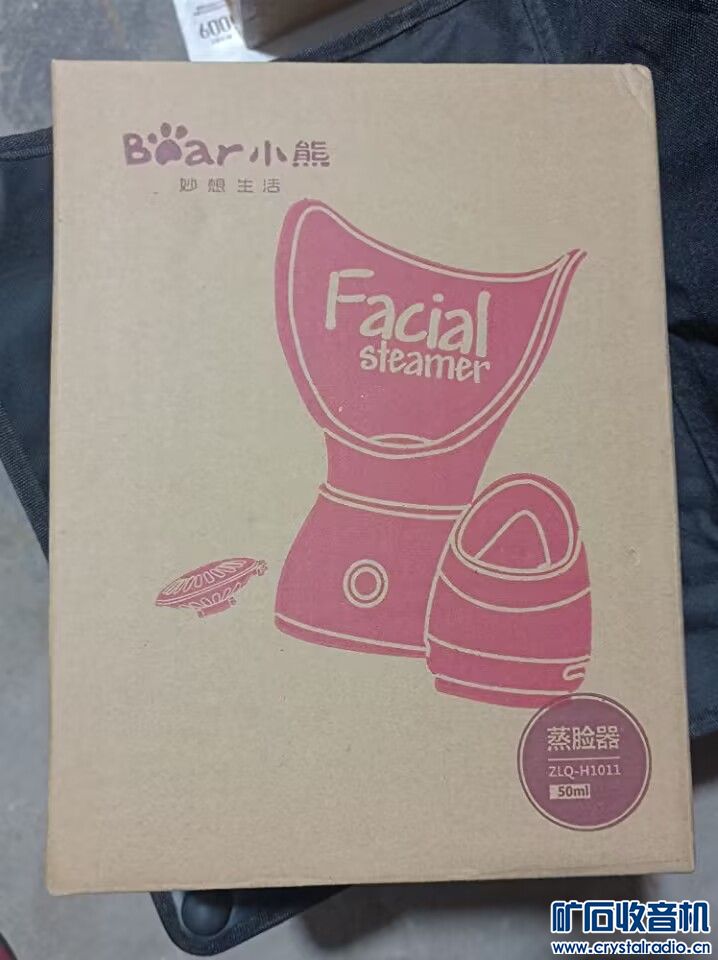 600
Bear小熊
妙想生活
Facial
steamer
蒸脸器
ZLQ-H1011
50ml
矿石收音机
www.crystalradio.cn